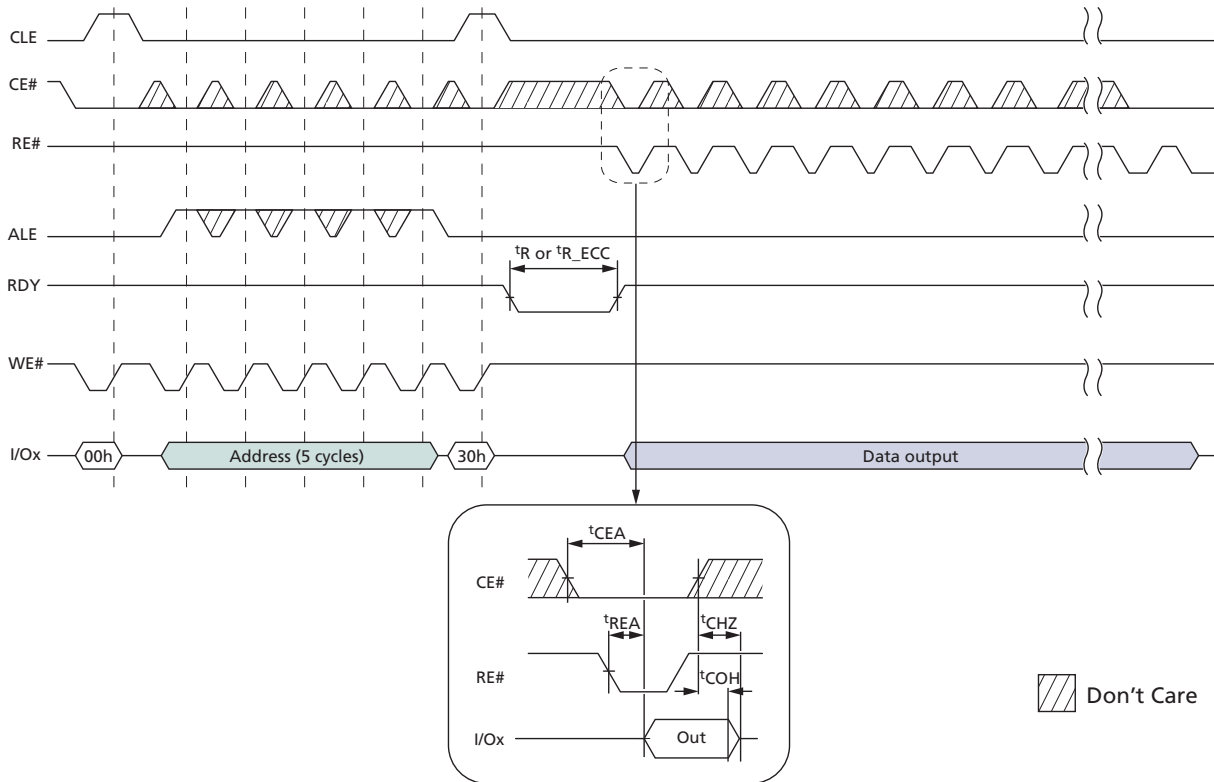 CLE
CE#
RE#
ALE
tR or tR_ECC
RDY
WE#
I/Ox 00h Address (5 cycles) 30h Data output
tCEA
CE#
tREA tCHZ
RE# tCOH
I/Ox Out
Don't Care